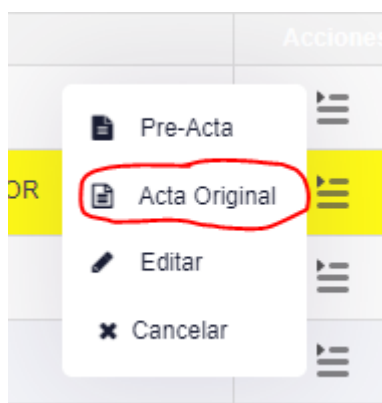 Acciones
Pre-Acta
OR
Acta Original
Editar
Cancelar